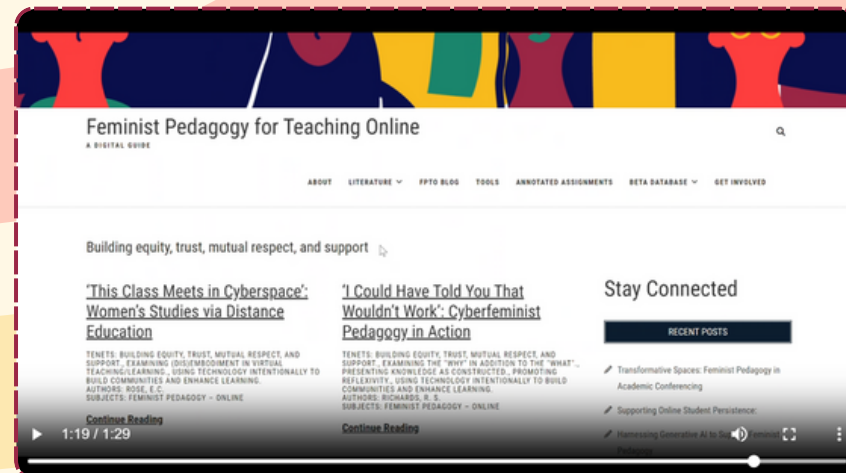 Feminist Pedagogy for Teaching Online
A DIGITAL GUIDE
ABOUT LITERATURE FPTO BLOG TOOLS ANNOTATED ASSIGNMENTS BETA DATABASE GET INVOLVED
Building equity, trust, mutual respect, and support
'This Class Meets in Cyberspace':
Women's Studies via Distance
Education
TENETS: BUILDING EQUITY, TRUST, MUTUAL RESPECT, AND
SUPPORT., EXAMINING (DIS)EMBODIMENT IN VIRTUAL
TEACHING/LEARNING., USING TECHNOLOGY INTENTIONALLY TO
BUILD COMMUNITIES AND ENHANCE LEARNING.
AUTHORS: ROSE, E.C.
SUBJECTS: FEMINIST PEDAGOGY – ONLINE
Continue Reading
'I Could Have Told You That
Wouldn't Work': Cyberfeminist
Pedagogy in Action
TENETS: BUILDING EQUITY, TRUST, MUTUAL RESPECT, AND
SUPPORT., EXAMINING THE "WHY" IN ADDITION TO THE "WHAT".,
PRESENTING KNOWLEDGE AS CONSTRUCTED., PROMOTING
REFLEXIVITY., USING TECHNOLOGY INTENTIONALLY TO BUILD
COMMUNITIES AND ENHANCE LEARNING.
AUTHORS: RICHARDS, R. S.
SUBJECTS: FEMINIST PEDAGOGY – ONLINE
Continue Reading
Stay Connected
RECENT POSTS
Transformative Spaces: Feminist Pedagogy in
Academic Conferencing
Supporting Online Student Persistence:
Harnessing Generative AI to Feminist
Pedagogy
1:19 / 1:29